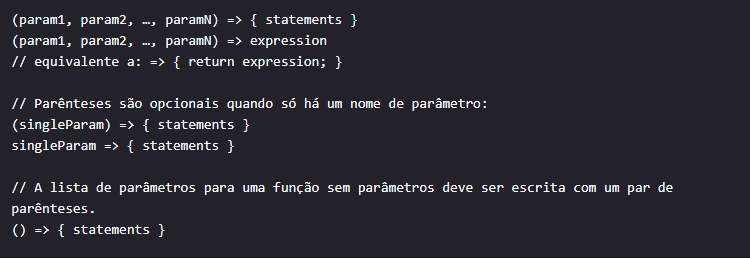 (param1, param2, …, paramN) => { statements }
(param1, param2, …, paramN) => expression
// equivalente a: => { return expression; }
// Parênteses são opcionais quando só há um nome de parâmetro:
(singleParam) => { statements }
singleParam => { statements }
// A lista de parâmetros para uma função sem parâmetros deve ser escrita com um par de
parênteses.
() => { statements }